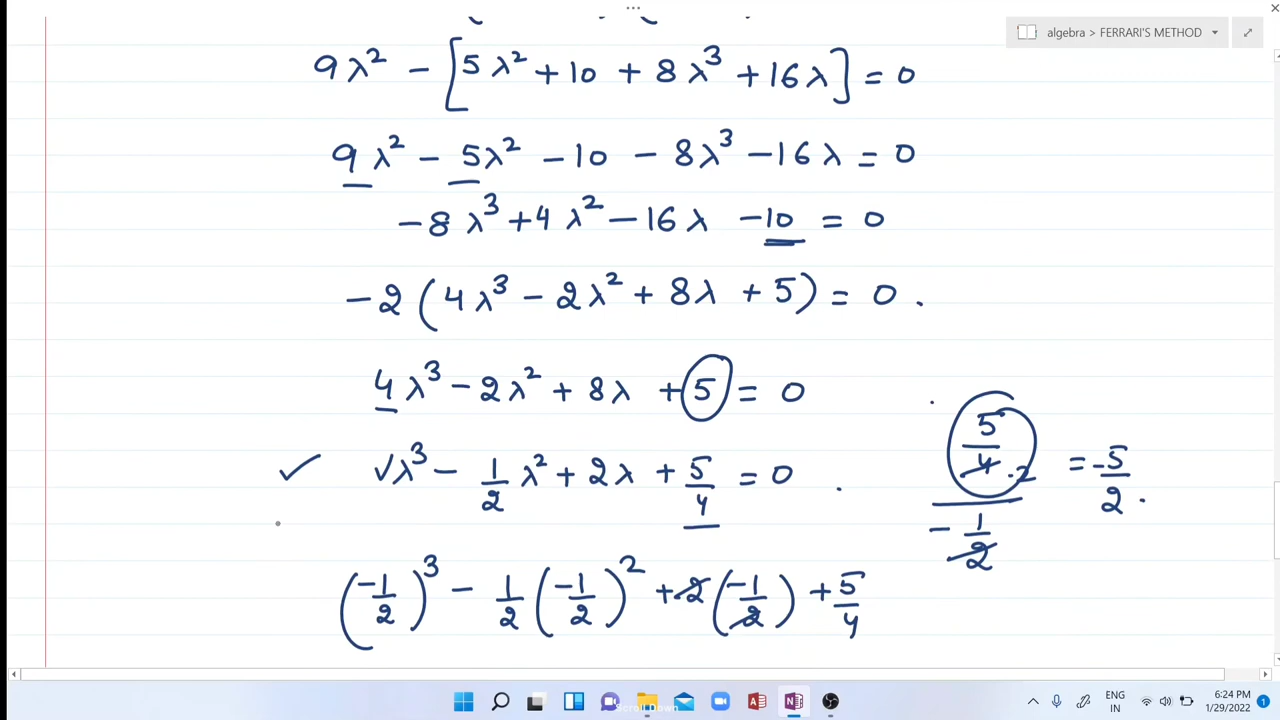 algebra > FERRARI'S METHOD
9λ² - [5λ² + 10 + 8λ³ + 16λ] = 0
9λ² - 5λ² - 10 - 8λ³ - 16λ = 0
-8λ³ + 4λ² - 16λ - 10 = 0
-2 (4λ³ - 2λ² + 8λ + 5) = 0 .
4λ³ - 2λ² + 8λ + 5 = 0
✓ ✓λ³ - 1/2 λ² + 2λ + 5/4 = 0 .
5/4·2 / -1/2 = -5/2 .
(-1/2)³ - 1/2 (-1/2)² + 2 (-1/2) + 5/4
Scroll Down
ENG
IN
6:24 PM
1/29/2022
1